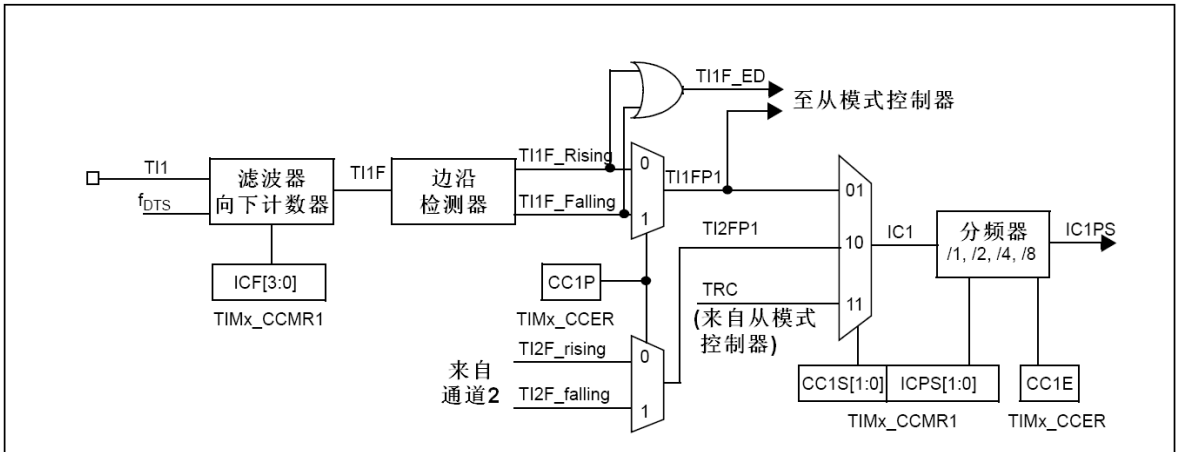 TI1F_ED
至从模式控制器
TI1
f_DTS
滤波器
向下计数器
TI1F
边沿
检测器
TI1F_Rising
TI1F_Falling
0
1
TI1FP1
TI2FP1
TRC
(来自从模式
控制器)
01
10
11
IC1
分频器
/1, /2, /4, /8
IC1PS
ICF[3:0]
TIMx_CCMR1
CC1P
TIMx_CCER
来自
通道2
TI2F_rising
TI2F_falling
0
1
CC1S[1:0]
ICPS[1:0]
TIMx_CCMR1
CC1E
TIMx_CCER